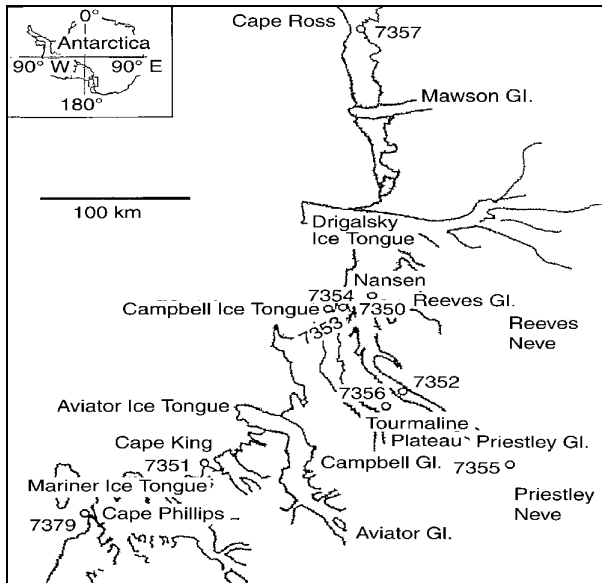 Cape Ross
7357
0°
Antarctica
90° W
90° E
180°
Mawson Gl.
100 km
Drigalsky
Ice Tongue
Nansen
7354
Campbell Ice Tongue
7350
Reeves Gl.
7353
Reeves
Neve
7352
7356
Aviator Ice Tongue
Tourmaline
Plateau
Priestley Gl.
Cape King
7351
Campbell Gl.
7355
Mariner Ice Tongue
Priestley
Neve
Cape Phillips
7379
Aviator Gl.